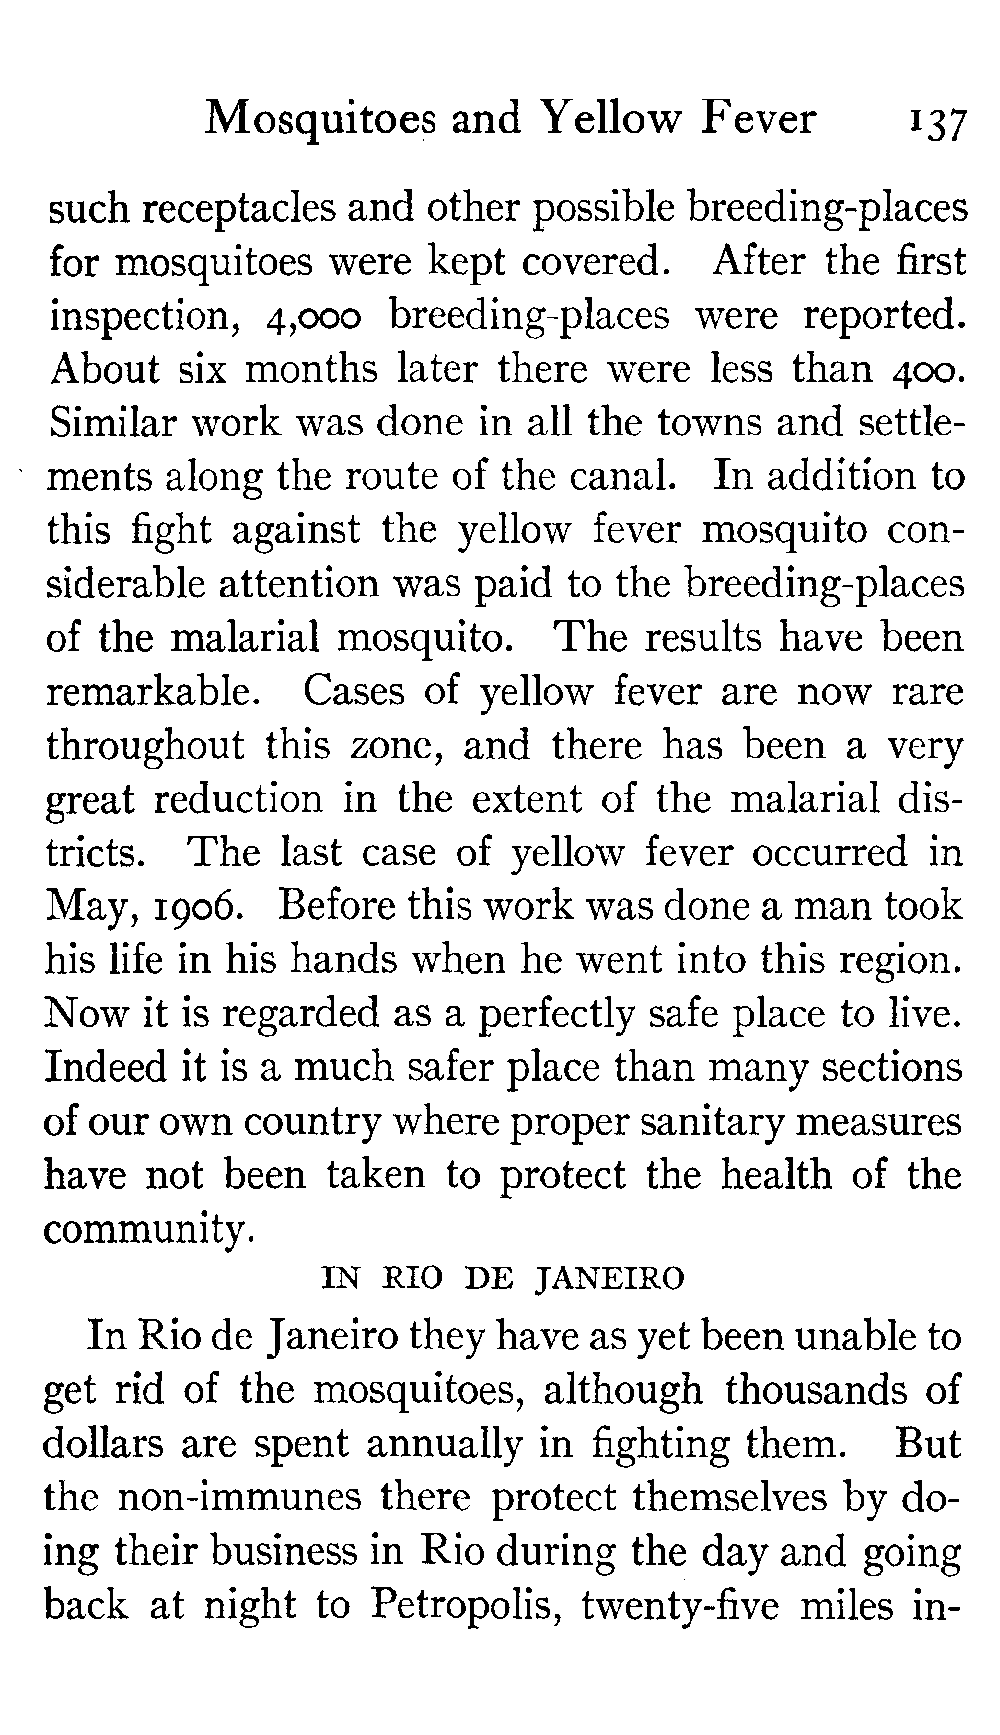 Mosquitoes and Yellow Fever 137
such receptacles and other possible breeding-places
for mosquitoes were kept covered. After the first
inspection, 4,000 breeding-places were reported.
About six months later there were less than 400.
Similar work was done in all the towns and settle-
ments along the route of the canal. In addition to
this fight against the yellow fever mosquito con-
siderable attention was paid to the breeding-places
of the malarial mosquito. The results have been
remarkable. Cases of yellow fever are now rare
throughout this zone, and there has been a very
great reduction in the extent of the malarial dis-
tricts. The last case of yellow fever occurred in
May, 1906. Before this work was done a man took
his life in his hands when he went into this region.
Now it is regarded as a perfectly safe place to live.
Indeed it is a much safer place than many sections
of our own country where proper sanitary measures
have not been taken to protect the health of the
community.
IN RIO DE JANEIRO
In Rio de Janeiro they have as yet been unable to
get rid of the mosquitoes, although thousands of
dollars are spent annually in fighting them. But
the non-immunes there protect themselves by do-
ing their business in Rio during the day and going
back at night to Petropolis, twenty-five miles in-